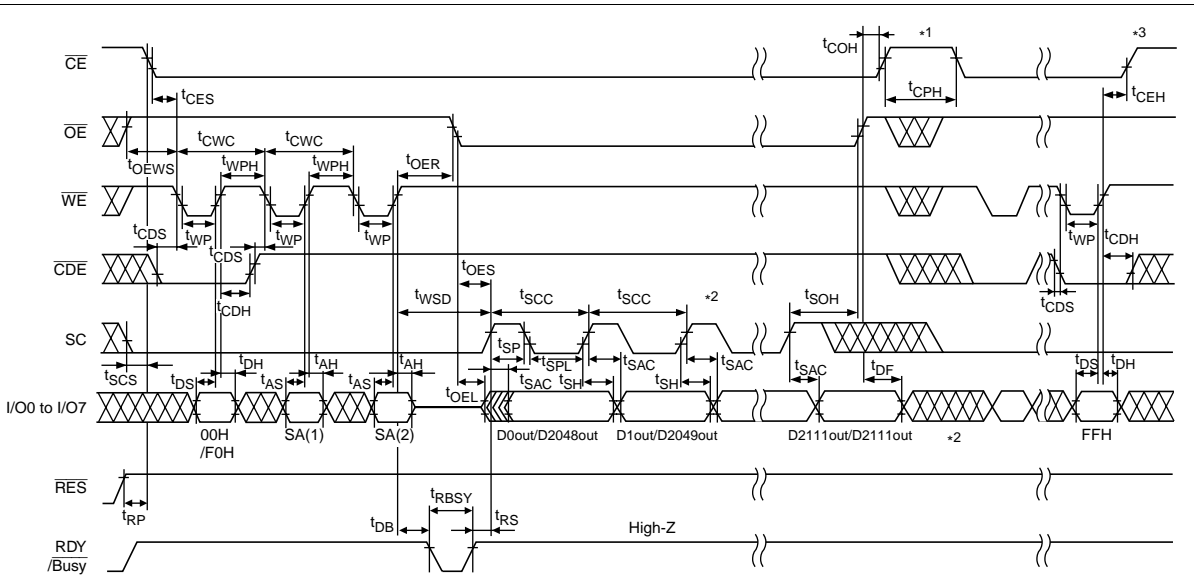 tCOH *1 *3
CE
tCES tCPH tCEH
OE
tCWC tCWC
tOEWS tWPH tWPH tOER
WE
tWP tWP tWP tWP
tCDS tCDS tCDH
CDE
tCDH tOES tCDS
tWSD tSCC tSCC *2 tSOH
SC
tSP tSPL
tSCS tDS tDH tAS tAH tAS tAH tOEL tSAC tSH tSAC tSH tSAC tSAC tDF tDS tDH
I/O0 to I/O7
00H /F0H SA(1) SA(2) D0out/D2048out D1out/D2049out D2111out/D2111out *2 FFH
RES
tRP tDB tRBSY tRS
High-Z
RDY
/Busy